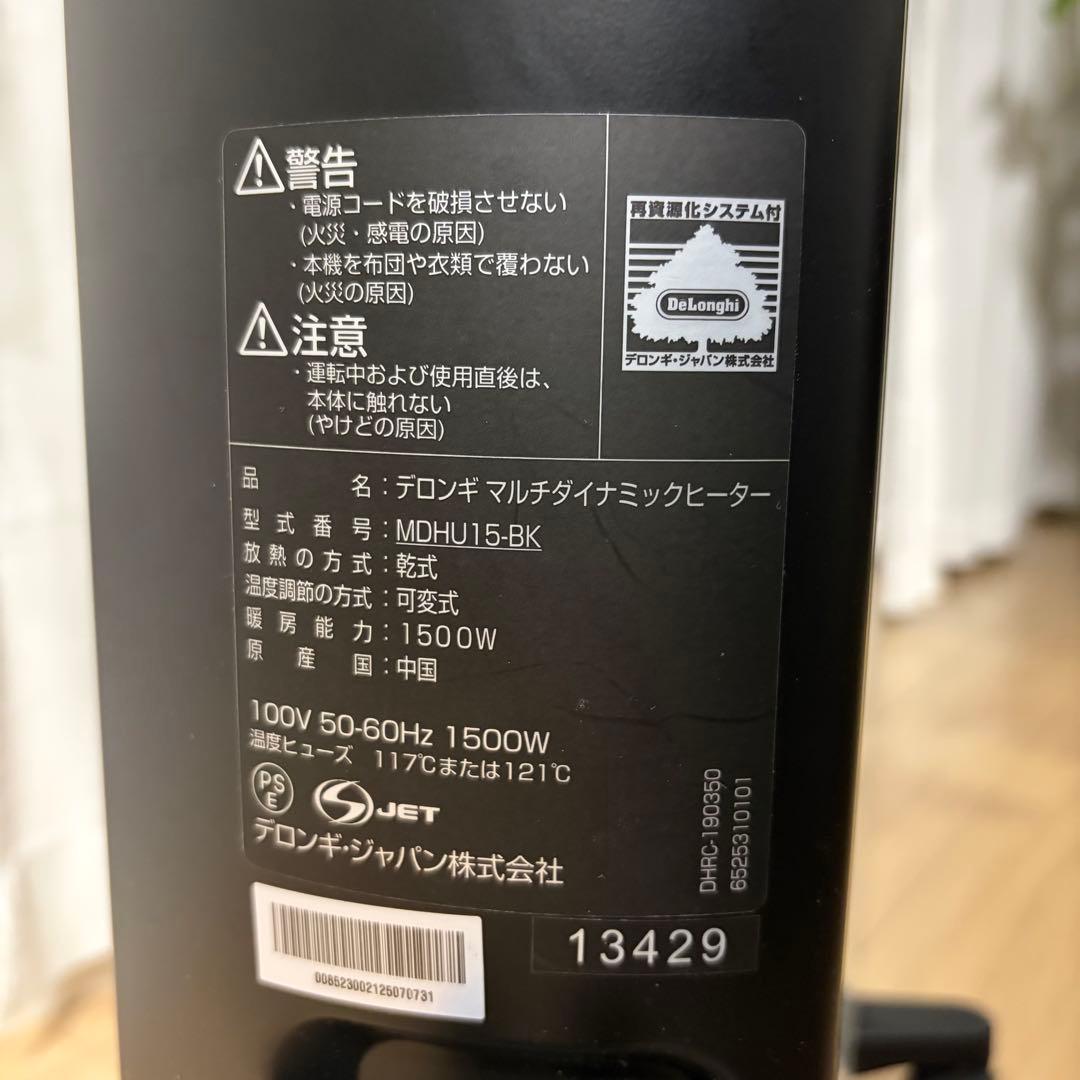 警告
・電源コードを破損させない
(火災・感電の原因)
・本機を布団や衣類で覆わない
(火災の原因)
注意
・運転中および使用直後は、
本体に触れない
(やけどの原因)
再資源化システム付
DeLonghi
デロンギ・ジャパン株式会社
品名：デロンギ マルチダイナミックヒーター
型式番号：MDHU15-BK
放熱の方式：乾式
温度調節の方式：可変式
暖房能力：1500W
原産国：中国
100V 50-60Hz 1500W
温度ヒューズ 117℃または121℃
PSE
JET
デロンギ・ジャパン株式会社
DHRC-190350
6525310101
008523002125070731
13429